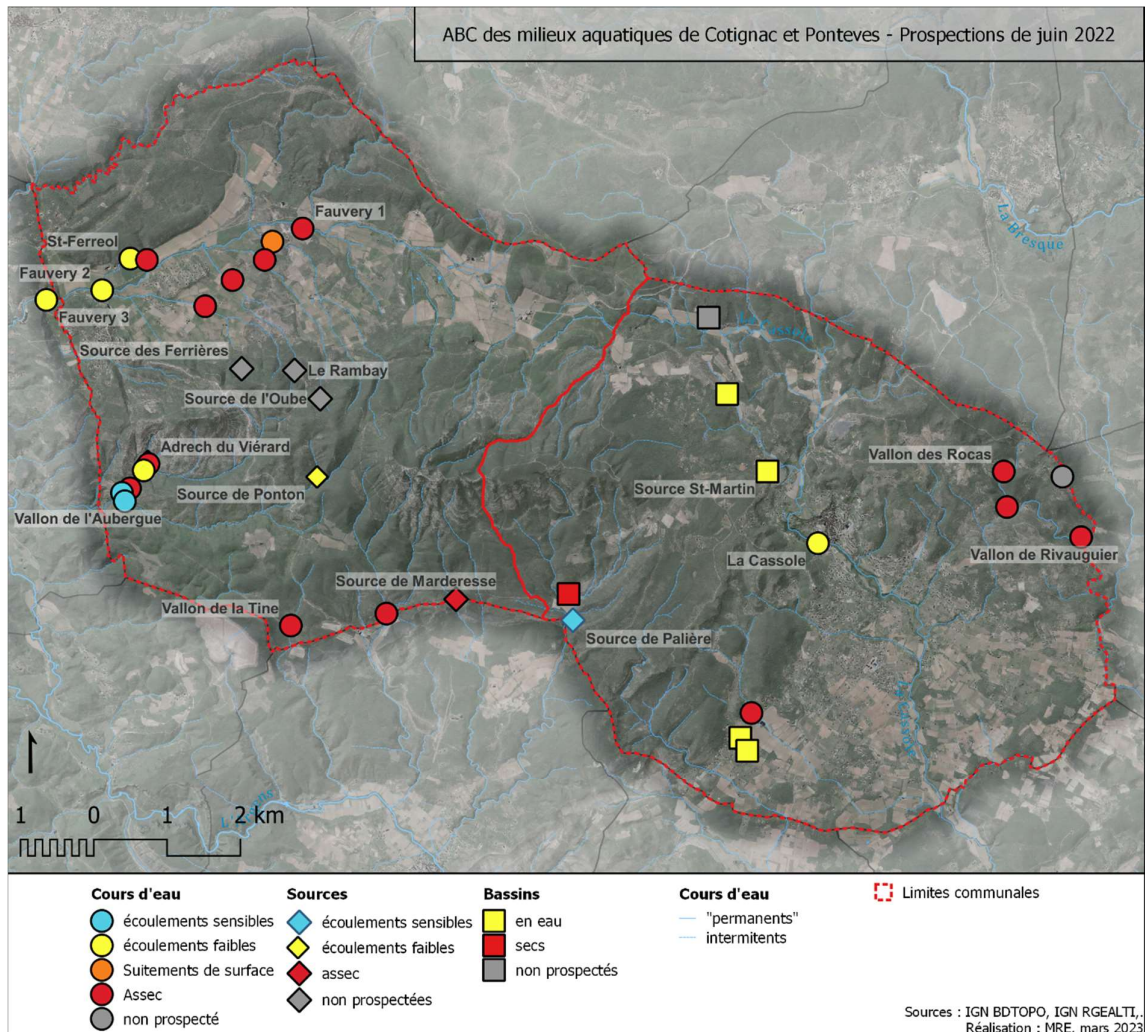 ABC des milieux aquatiques de Cotignac et Ponteves - Prospections de juin 2022
La Bresque
Fauvery 1
St-Ferreol
Fauvery 2
Fauvery 3
Source des Ferrières
Le Rambay
Source de l'Oube
La Cassole
Adrech du Viérard
Source de Ponton
Vallon de l'Aubergue
Vallon des Rocas
Source St-Martin
La Cassole
Vallon de Rivauguier
Source de Marderesse
Vallon de la Tine
Source de Palière
La Cassole
1 0 1 2 km
Cours d'eau
écoulements sensibles
écoulements faibles
Suitements de surface
Assec
non prospecté
Sources
écoulements sensibles
écoulements faibles
assec
non prospectées
Bassins
en eau
secs
non prospectés
Cours d'eau
"permanents"
intermitents
Limites communales
Sources : IGN BDTOPO, IGN RGEALTI,
Réalisation : MRE, mars 2023